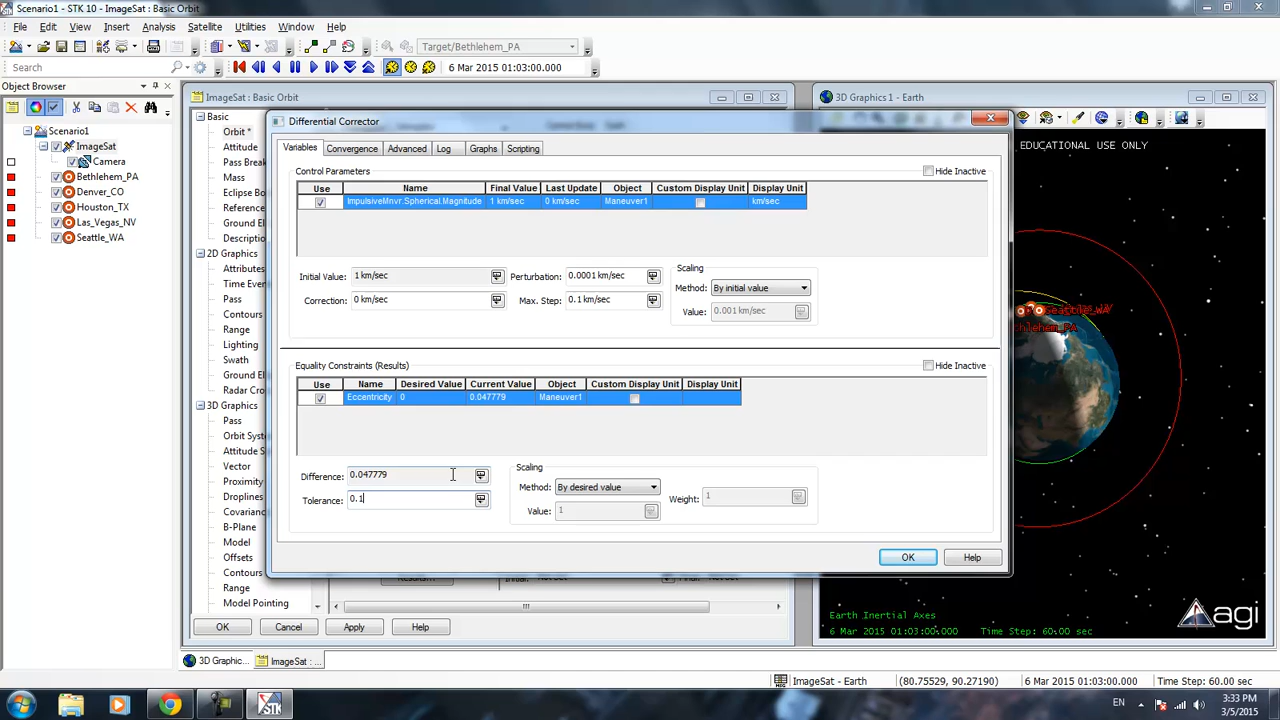 Scenario1 - STK 10 - ImageSat: Basic Orbit
File Edit View Insert Analysis Satellite Utilities Window Help
Target/Bethlehem_PA
Search
6 Mar 2015 01:03:00.000
Object Browser
ImageSat: Basic Orbit
3D Graphics 1 - Earth
Scenario1
ImageSat
Camera
Bethlehem_PA
Denver_CO
Houston_TX
Las_Vegas_NV
Seattle_WA
Basic
Orbit *
Attitude
Pass Break
Mass
Eclipse Bo
Reference
Ground El
Description
2D Graphics
Attributes
Time Even
Pass
Contours
Range
Lighting
Swath
Ground El
Radar Cro
3D Graphics
Pass
Orbit Syst
Attitude S
Vector
Proximity
Droplines
Covarianc
B-Plane
Model
Offsets
Contours
Range
Model Pointing
Differential Corrector
Variables Convergence Advanced Log Graphs Scripting
Control Parameters
Hide Inactive
Use Name Final Value Last Update Object Custom Display Unit Display Unit
ImpulsiveMnvr.Spherical.Magnitude 1 km/sec 0 km/sec Maneuver1 km/sec
Initial Value: 1 km/sec
Perturbation: 0.0001 km/sec
Correction: 0 km/sec
Max. Step: 0.1 km/sec
Scaling
Method: By initial value
Value: 0.001 km/sec
Equality Constraints (Results)
Hide Inactive
Use Name Desired Value Current Value Object Custom Display Unit Display Unit
Eccentricity 0 0.047779 Maneuver1
Difference: 0.047779
Tolerance: 0.1
Scaling
Method: By desired value
Value: 1
Weight: 1
OK Help
Results...
OK Cancel Apply Help
EDUCATIONAL USE ONLY
Seattle_WA
hlehem_PA
Earth Inertial Axes
6 Mar 2015 01:03:00.000 Time Step: 60.00 sec
agi
3D Graphic...
ImageSat : ...
ImageSat - Earth
(80.75529, 90.27190)
6 Mar 2015 01:03:00.000
Time Step: 60.00 sec
EN
3:33 PM
3/5/2015